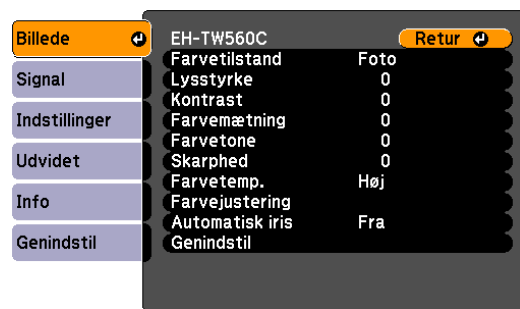 Billede
Signal
Indstillinger
Udvidet
Info
Genindstil
EH-TW560C Retur
Farvetilstand Foto
Lysstyrke 0
Kontrast 0
Farvemætning 0
Farvetone 0
Skarphed 0
Farvetemp. Høj
Farvejustering
Automatisk iris Fra
Genindstil